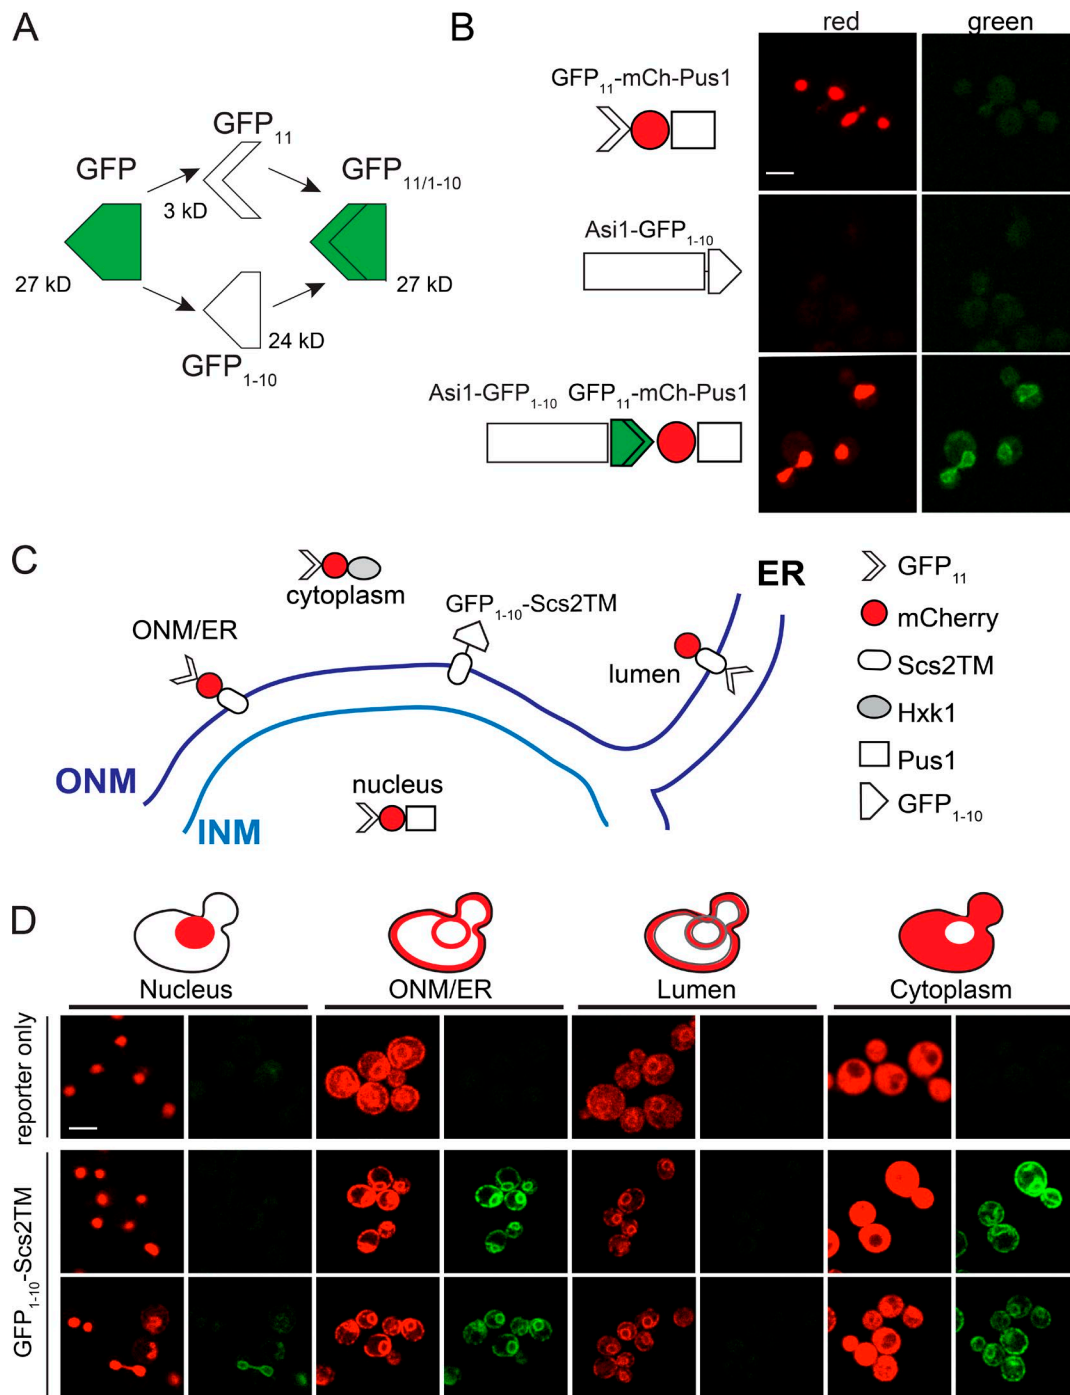 A
GFP
27 kD
GFP11
3 kD
GFP1-10
24 kD
GFP11/1-10
27 kD
B
red
green
GFP11-mCh-Pus1
Asi1-GFP1-10
Asi1-GFP1-10 GFP11-mCh-Pus1
C
cytoplasm
ONM/ER
GFP1-10-Scs2TM
lumen
ER
ONM
INM
nucleus
GFP11
mCherry
Scs2TM
Hxk1
Pus1
GFP1-10
D
Nucleus
ONM/ER
Lumen
Cytoplasm
reporter only
GFP1-10-Scs2TM